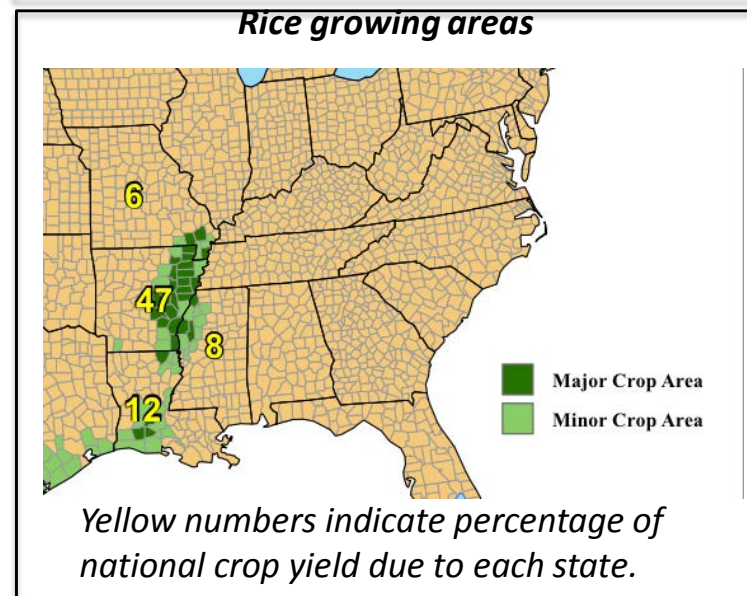 Rice growing areas
6
47
8
12
Major Crop Area
Minor Crop Area
Yellow numbers indicate percentage of
national crop yield due to each state.